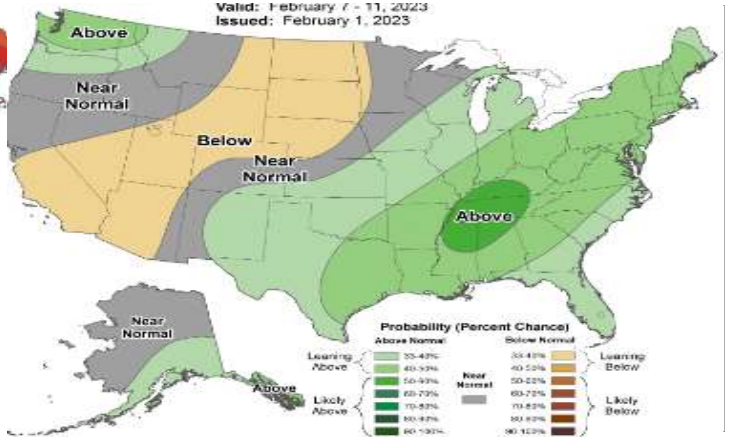 Valid: February 7 - 11, 2023
Issued: February 1, 2023
Above
Near
Normal
Below
Near
Normal
Above
Near
Normal
Above
Probability (Percent Chance)
Above Normal
Below Normal
Leaning
Above
33-40%
40-50%
Likely
Above
50-60%
60-70%
70-80%
80-90%
90-100%
Near
Normal
33-40%
40-50%
Leaning
Below
50-60%
60-70%
70-80%
80-90%
90-100%
Likely
Below